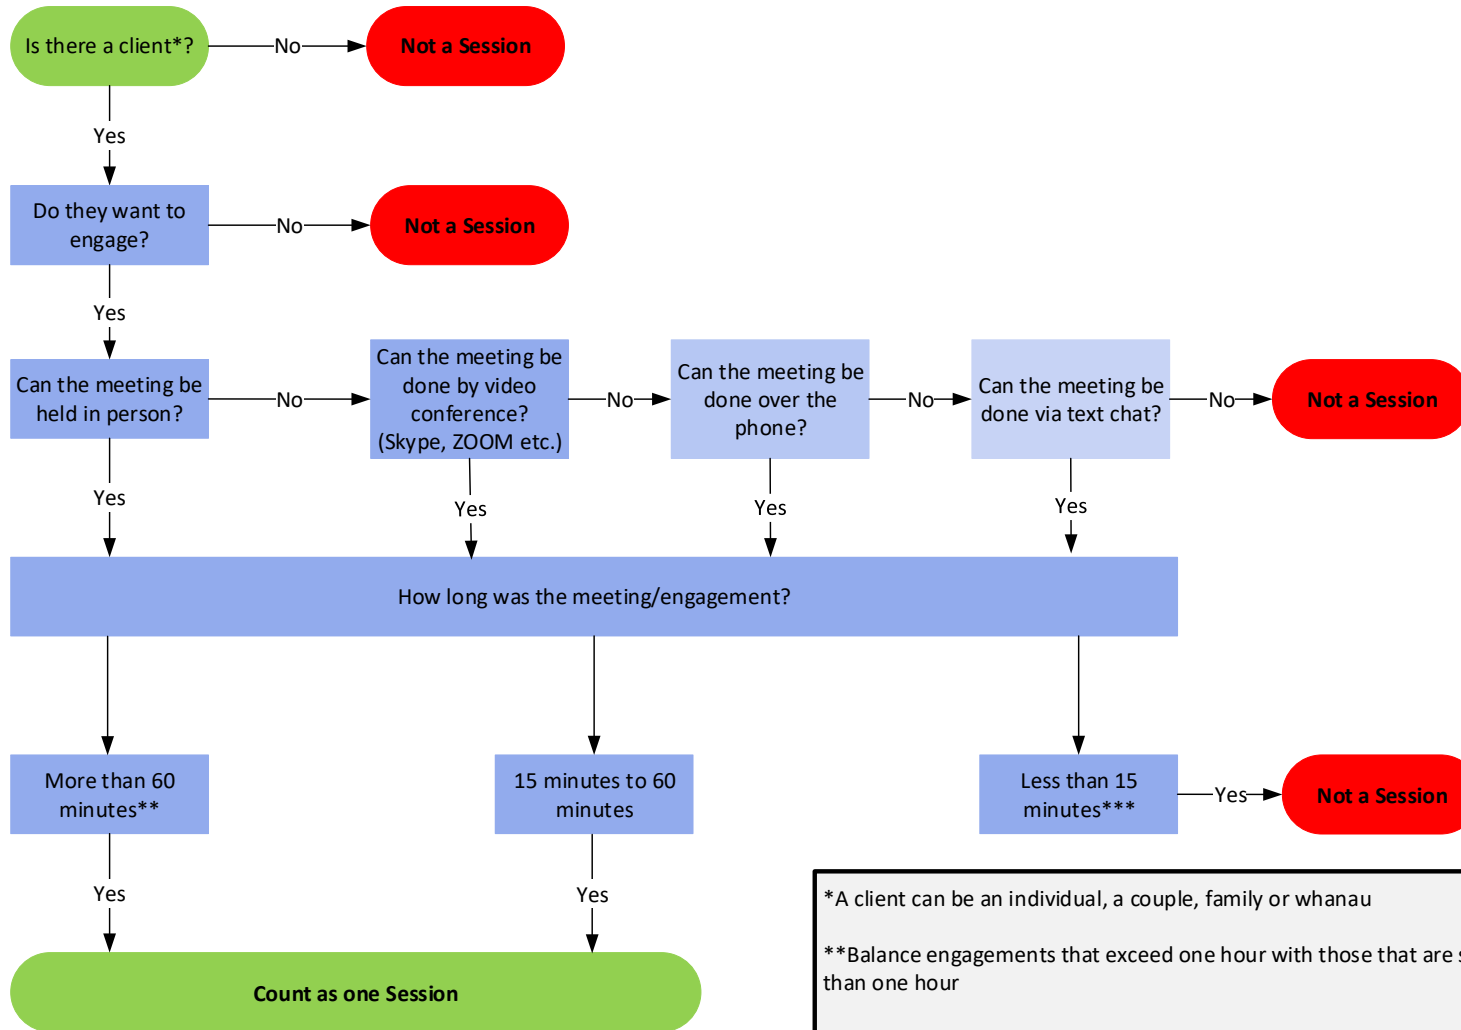 Is there a client*?
No
Not a Session
Yes
Do they want to
engage?
No
Not a Session
Yes
Can the meeting be
held in person?
No
Can the meeting be
done by video
conference?
(Skype, ZOOM etc.)
No
Can the meeting be
done over the
phone?
No
Can the meeting be
done via text chat?
No
Not a Session
Yes
Yes
Yes
Yes
How long was the meeting/engagement?
More than 60
minutes**
15 minutes to 60
minutes
Less than 15
minutes***
Yes
Not a Session
Yes
Yes
Count as one Session
*A client can be an individual, a couple, family or whanau
**Balance engagements that exceed one hour with those that are
than one hour